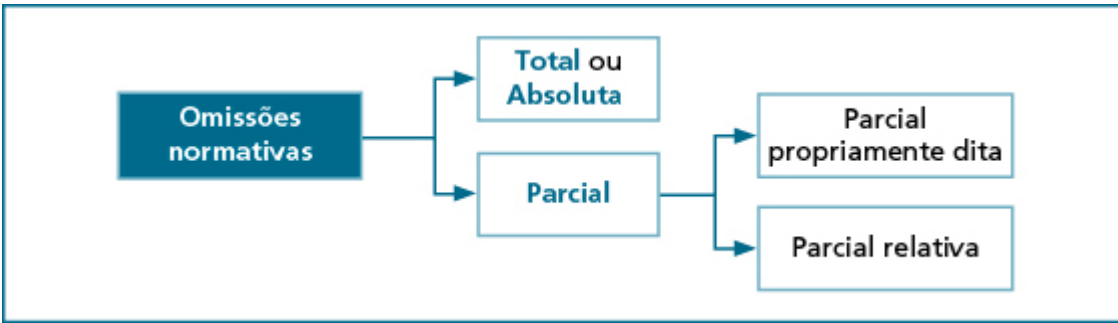 Omissões
normativas
Total ou
Absoluta
Parcial
Parcial
propriamente dita
Parcial relativa